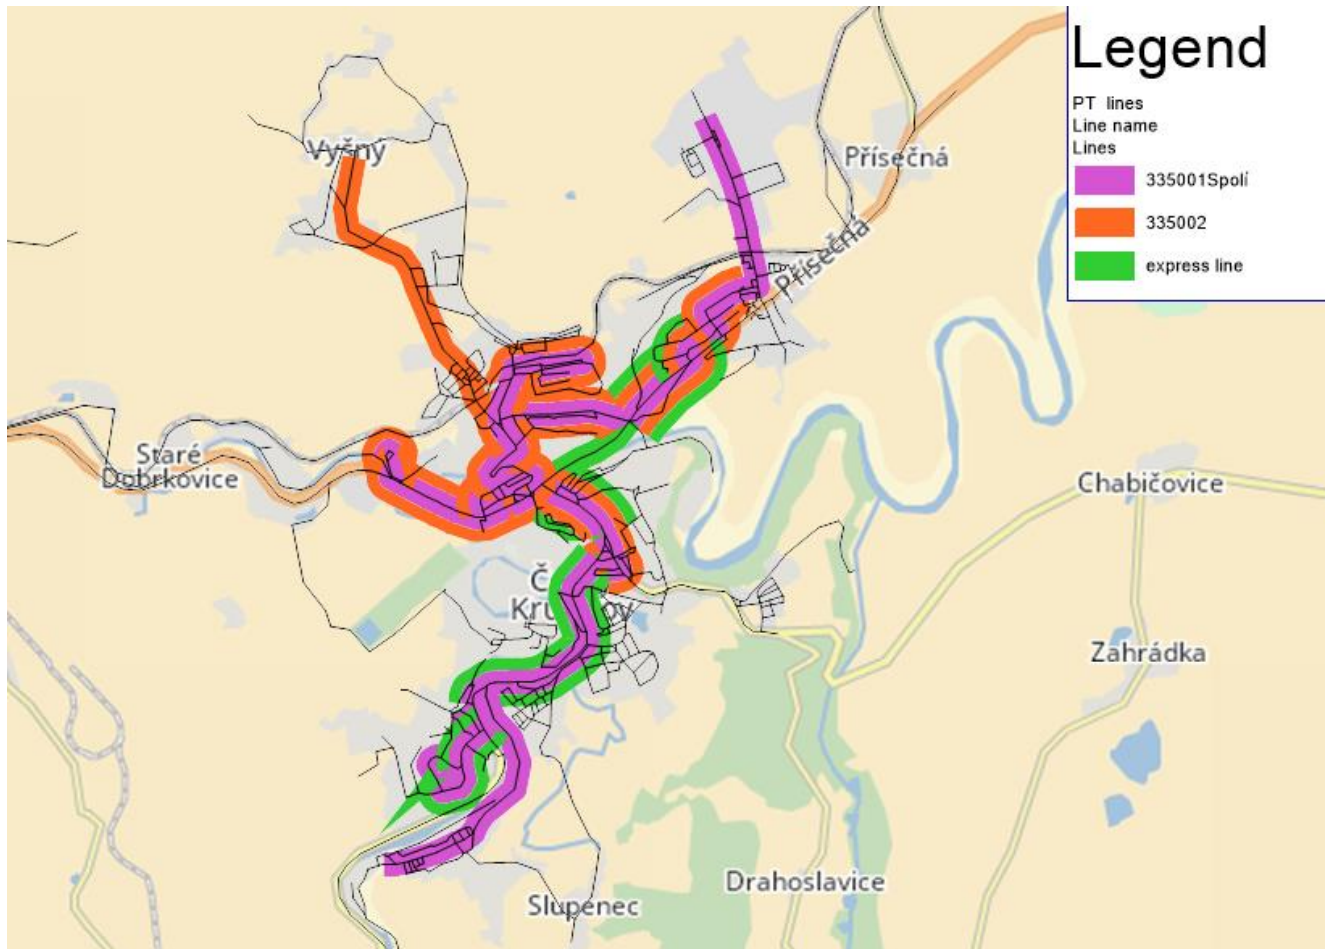 Legend
PT lines
Line name
Lines
335001Spolí
335002
express line
Vyšný
Přísečná
Přísečná
Staré
Dobrkovice
Chabičovice
Zahrádka
Drahoslavice
Slupenec